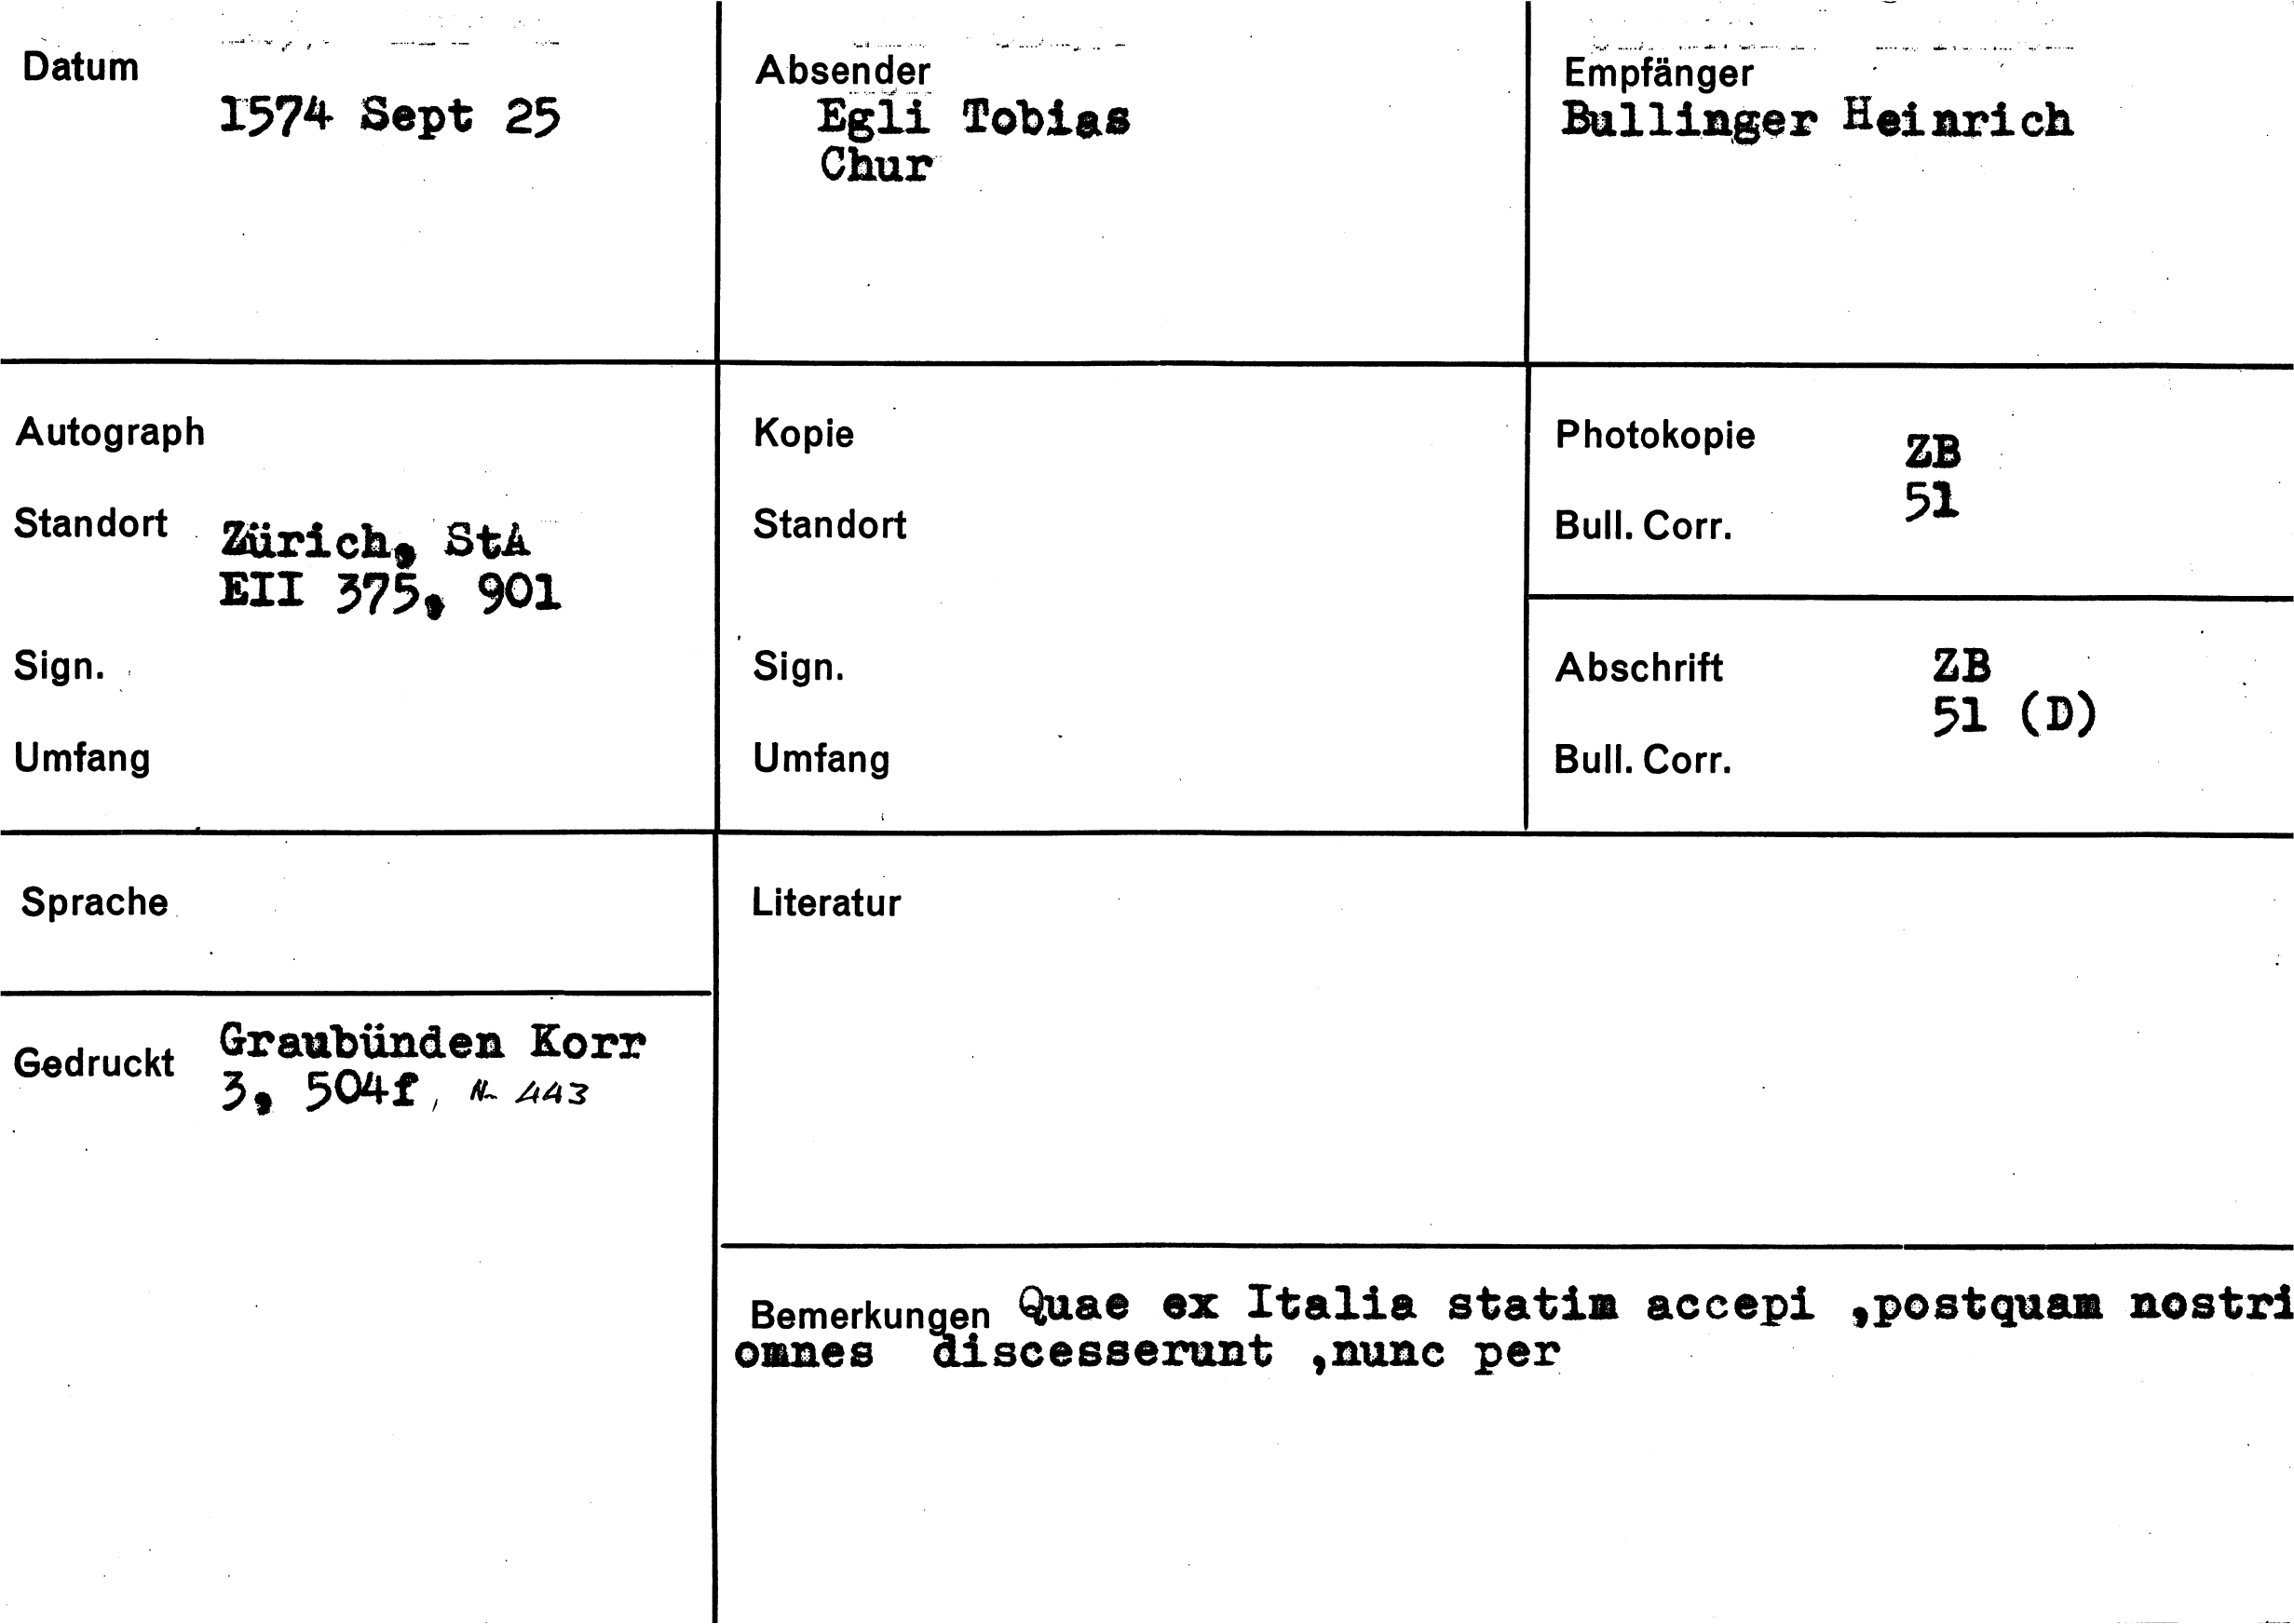 Datum
1574 Sept 25
Absender
Egli Tobias
Chur
Empfänger
Bullinger Heinrich
Autograph
Standort
Zürich, StA
EII 375, 901
Sign.
Umfang
Kopie
Standort
Sign.
Umfang
Photokopie
ZB
51
Bull. Corr.
Abschrift
ZB
51 (D)
Bull. Corr.
Sprache
Gedruckt
Graubünden Korr
3, 504f, Nr 443
Literatur
Bemerkungen Quae ex Italia statim accepi ,postquam nostri
omnes discesserunt ,nunc per